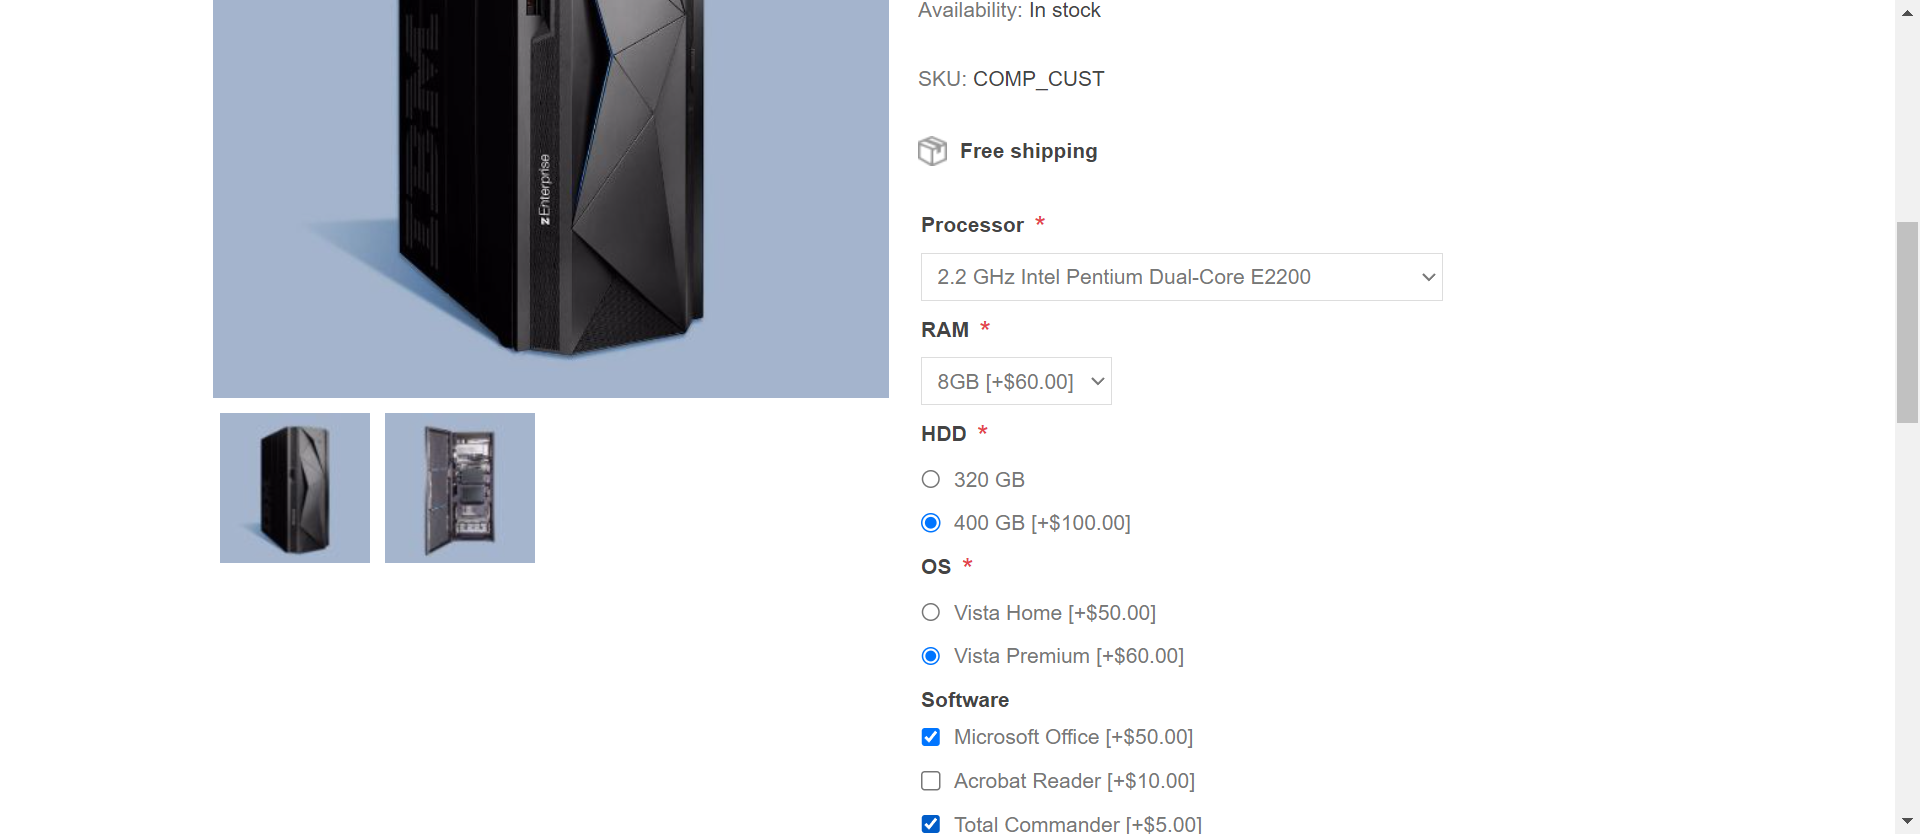 IBM
zEnterprise
Availability: In stock
SKU: COMP_CUST
Free shipping
Processor *
2.2 GHz Intel Pentium Dual-Core E2200
RAM *
8GB [+$60.00]
HDD *
320 GB
400 GB [+$100.00]
OS *
Vista Home [+$50.00]
Vista Premium [+$60.00]
Software
Microsoft Office [+$50.00]
Acrobat Reader [+$10.00]
Total Commander [+$5.00]